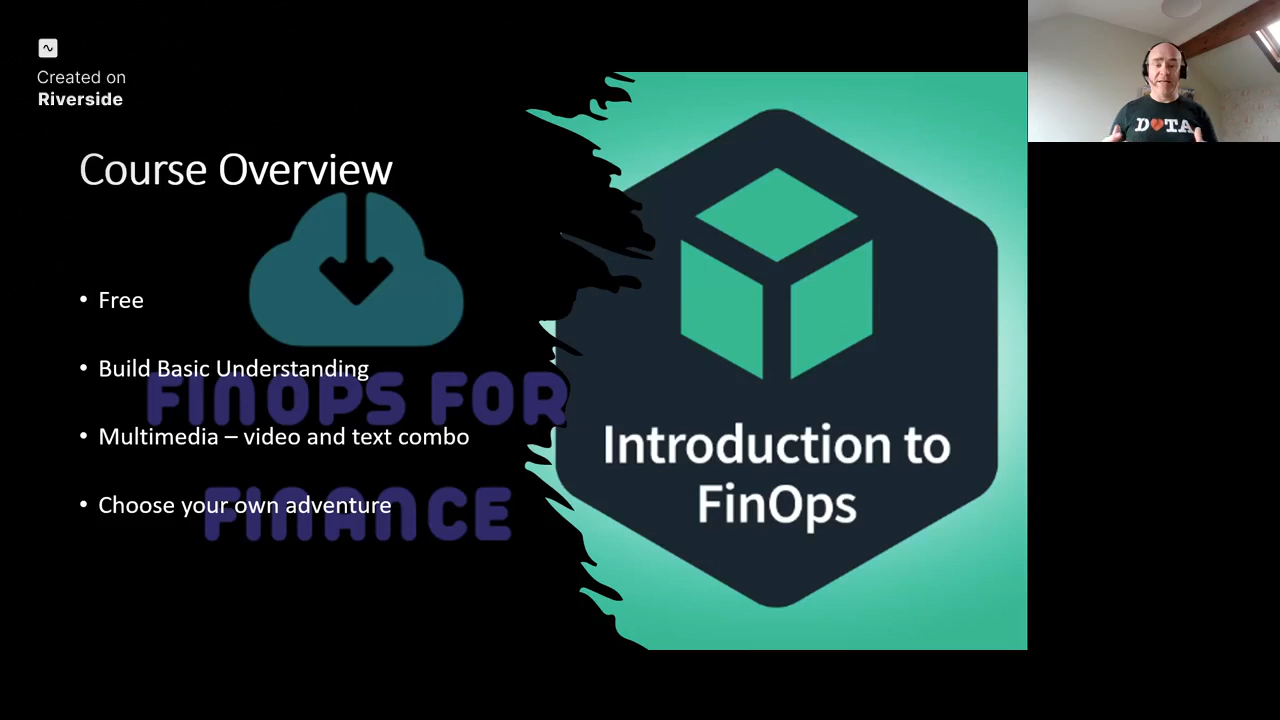 Created on
Riverside
Course Overview
• Free
• Build Basic Understanding
FINOPS FOR
• Multimedia – video and text combo
• Choose your own adventure
FINANCE
Introduction to
FinOps
D❤TA